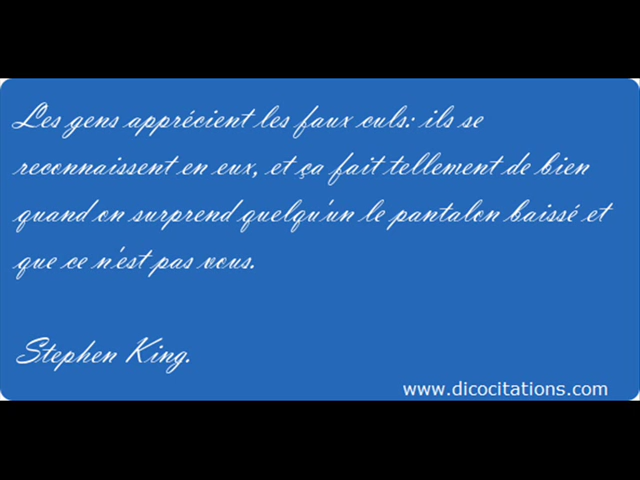 Les gens apprécient les faux culs: ils se
reconnaissent en eux, et ça fait tellement de bien
quand on surprend quelqu'un le pantalon baissé et
que ce n'est pas vous.
Stephen King.
www.dicocitations.com